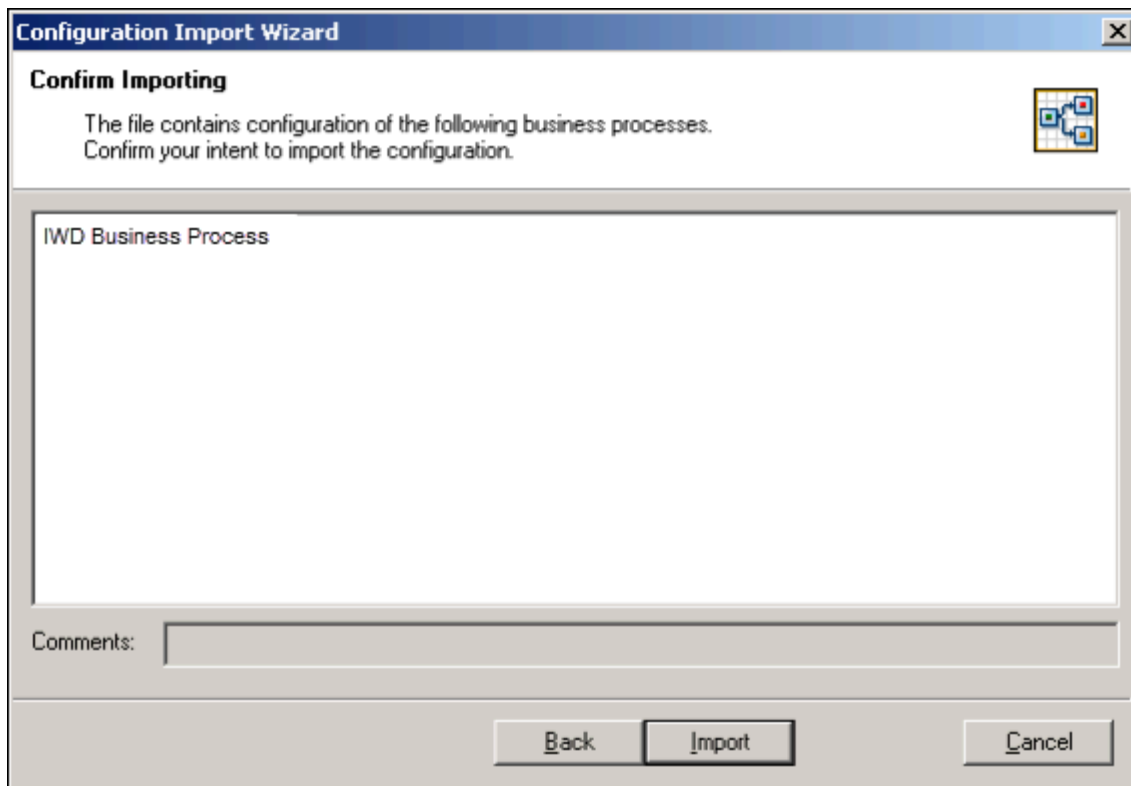 Configuration Import Wizard
Confirm Importing
The file contains configuration of the following business processes.
Confirm your intent to import the configuration.
IWD Business Process
Comments:
Back Import Cancel